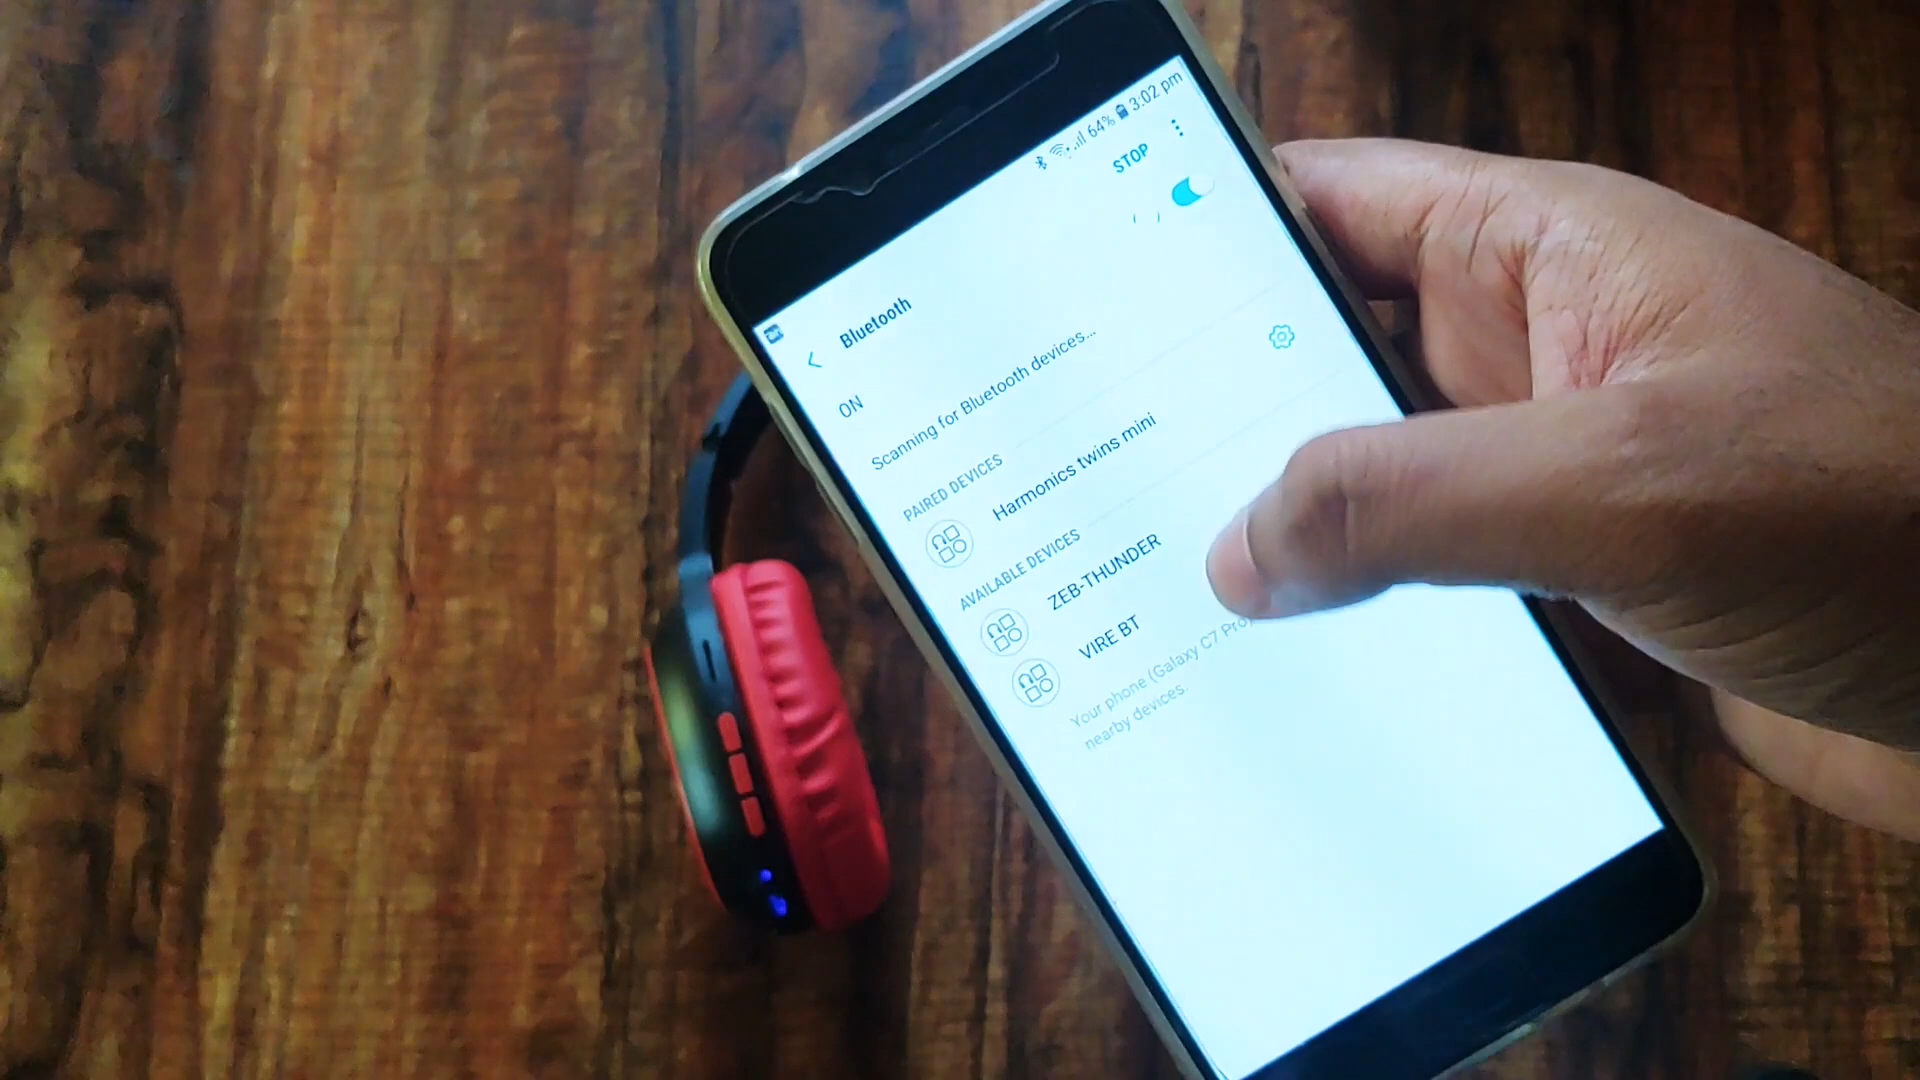 64% 3:02 pm
STOP
Bluetooth
ON
Scanning for Bluetooth devices...
PAIRED DEVICES
Harmonics twins mini
AVAILABLE DEVICES
ZEB-THUNDER
VIRE BT
Your phone (Galaxy C7 Pro)
nearby devices.